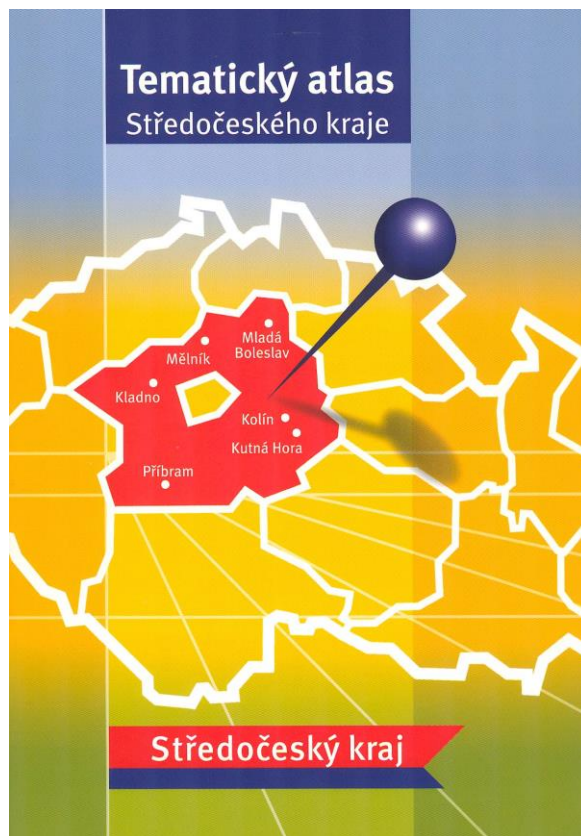 Tematický atlas
Středočeského kraje
Mladá
Boleslav
Mělník
Kladno
Kolín
Kutná Hora
Příbram
Středočeský kraj